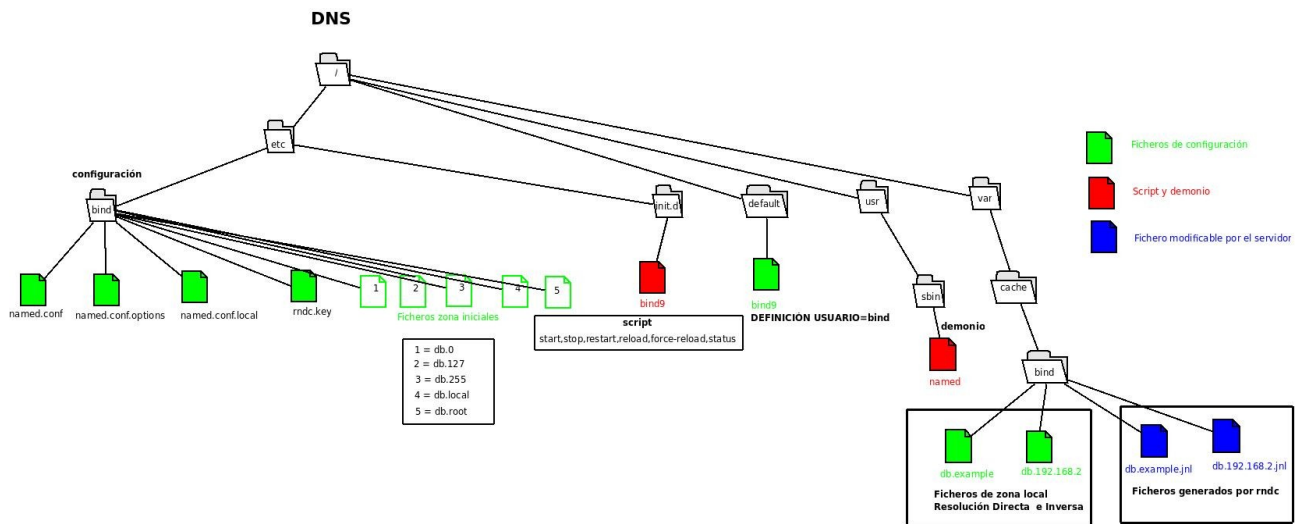 DNS
/
etc
configuración
bind
init.d
default
usr
var
Ficheros de configuración
Script y demonio
Fichero modificable por el servidor
named.conf
named.conf.options
named.conf.local
rndc.key
1
2
3
4
5
Ficheros zona iniciales
bind9
bind9
DEFINICIÓN USUARIO=bind
script
start,stop,restart,reload,force-reload,status
sbin
cache
demonio
named
1 = db.0
2 = db.127
3 = db.255
4 = db.local
5 = db.root
bind
db.example
db.192.168.2
Ficheros de zona local
Resolución Directa e Inversa
db.example.jnl
db.192.168.2.jnl
Ficheros generados por rndc